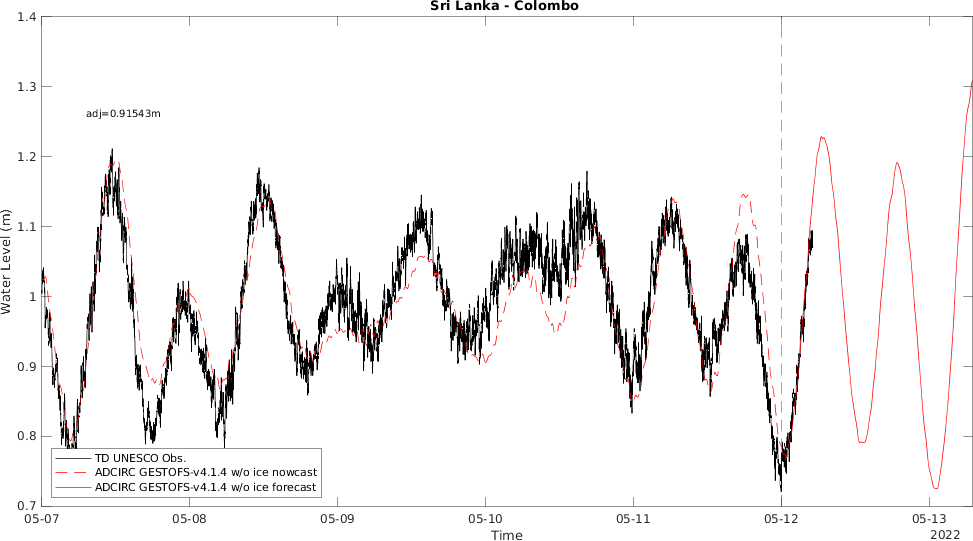 Sri Lanka - Colombo
1.4
1.3
1.2
1.1
1
0.9
0.8
0.7
Water Level (m)
adj=0.91543m
TD UNESCO Obs.
ADCIRC GESTOFS-v4.1.4 w/o ice nowcast
ADCIRC GESTOFS-v4.1.4 w/o ice forecast
05-07 05-08 05-09 05-10 05-11 05-12 05-13
Time
2022